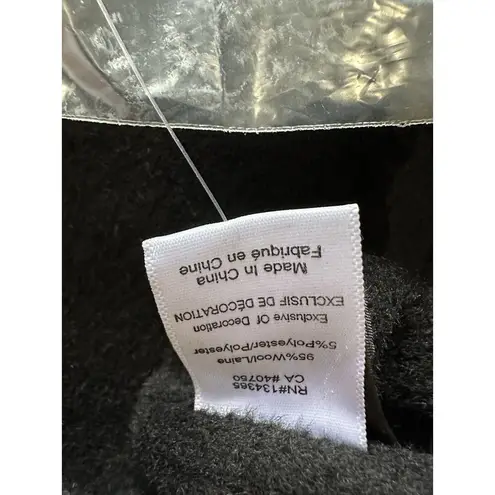 RN#134365
CA #40750
95%Wool/Laine
5%Polyester/Polyester
Exclusive Of Decoration
EXCLUSIF DE DÉCORATION
Made In China
Fabriqué en Chine